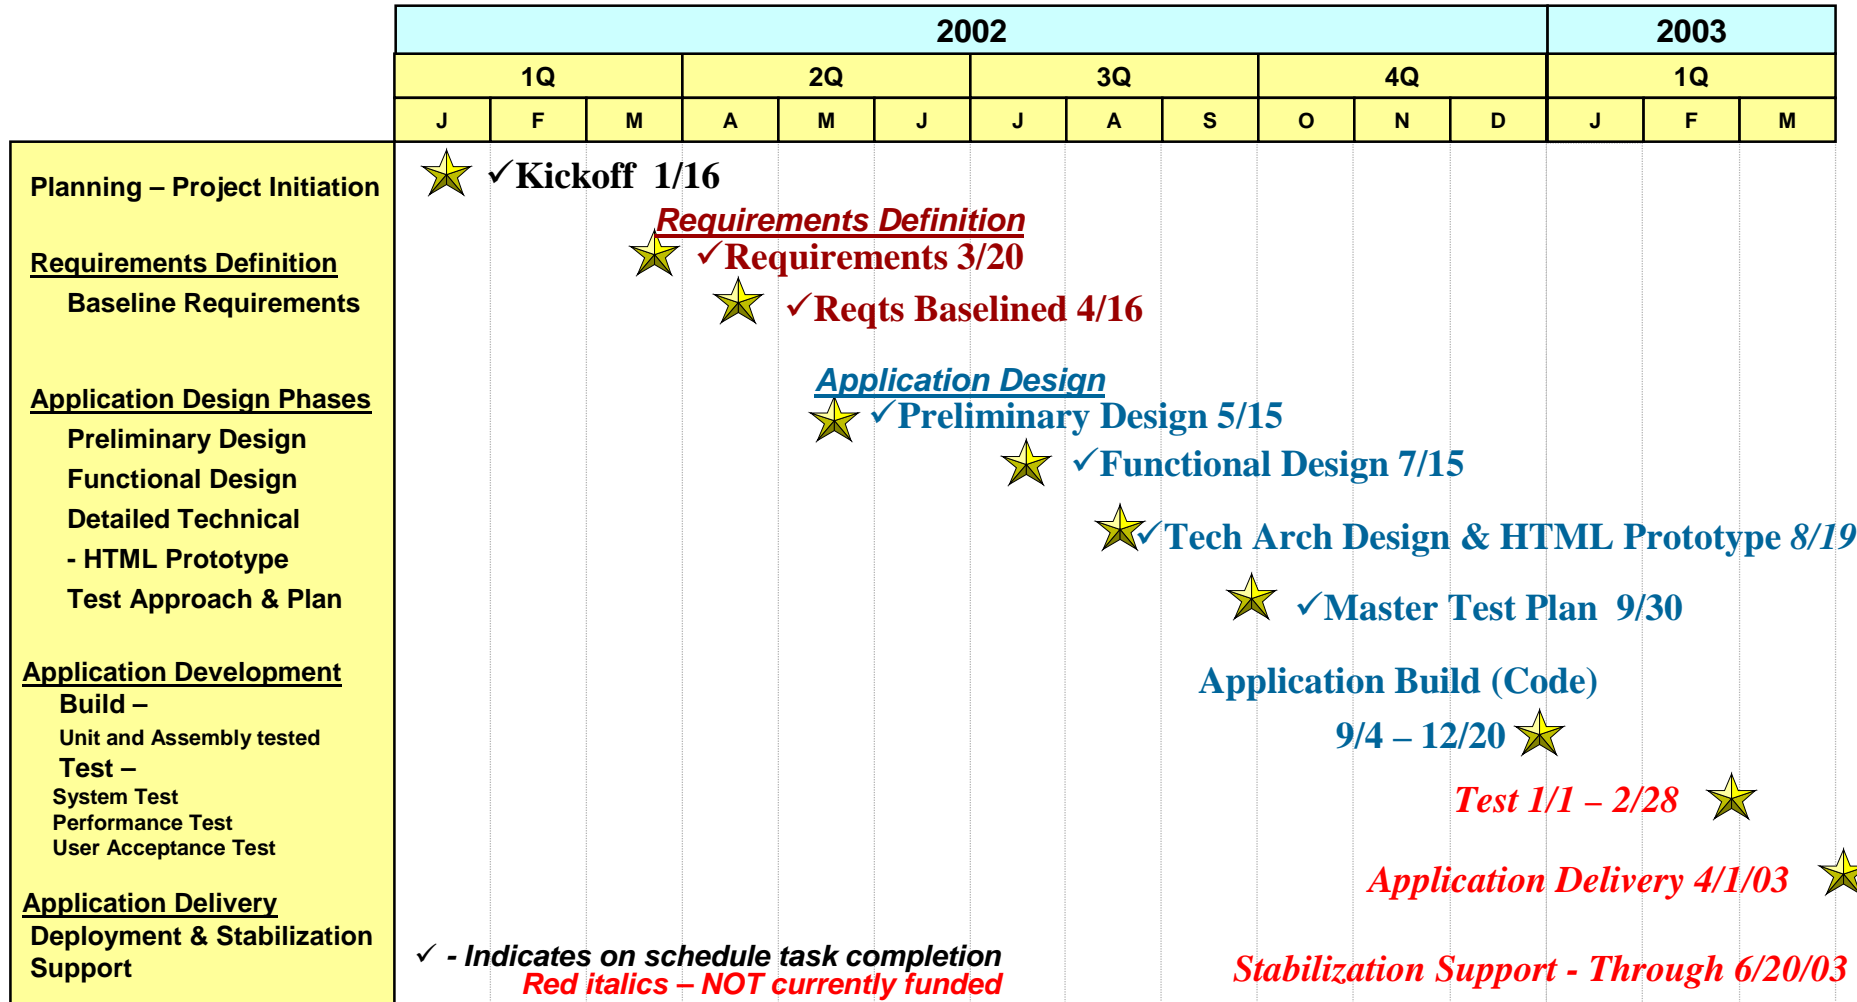 2002 2003
1Q 2Q 3Q 4Q 1Q
J F M A M J J A S O N D J F M
Planning – Project Initiation
✓Kickoff 1/16
Requirements Definition
Requirements Definition
✓Requirements 3/20
Baseline Requirements
✓Reqts Baselined 4/16
Application Design
Application Design Phases
✓Preliminary Design 5/15
Preliminary Design
✓Functional Design 7/15
Functional Design
Detailed Technical
✓Tech Arch Design & HTML Prototype 8/19
- HTML Prototype
Test Approach & Plan
✓Master Test Plan 9/30
Application Development
Application Build (Code)
Build –
9/4 – 12/20
Unit and Assembly tested
Test –
System Test
Test 1/1 – 2/28
Performance Test
User Acceptance Test
Application Delivery 4/1/03
Application Delivery
Deployment & Stabilization
Support
✓ - Indicates on schedule task completion
Red italics – NOT currently funded
Stabilization Support - Through 6/20/03